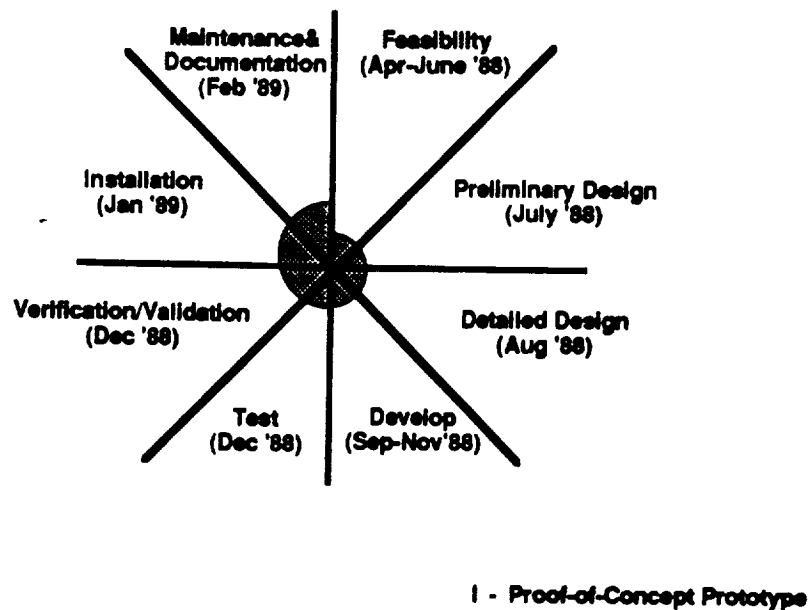 Maintenance&
Documentation
(Feb '89)
Feasibility
(Apr-June '88)
Preliminary Design
(July '88)
Detailed Design
(Aug '88)
Develop
(Sep-Nov'88)
Test
(Dec '88)
Verification/Validation
(Dec '88)
Installation
(Jan '89)
I - Proof-of-Concept Prototype